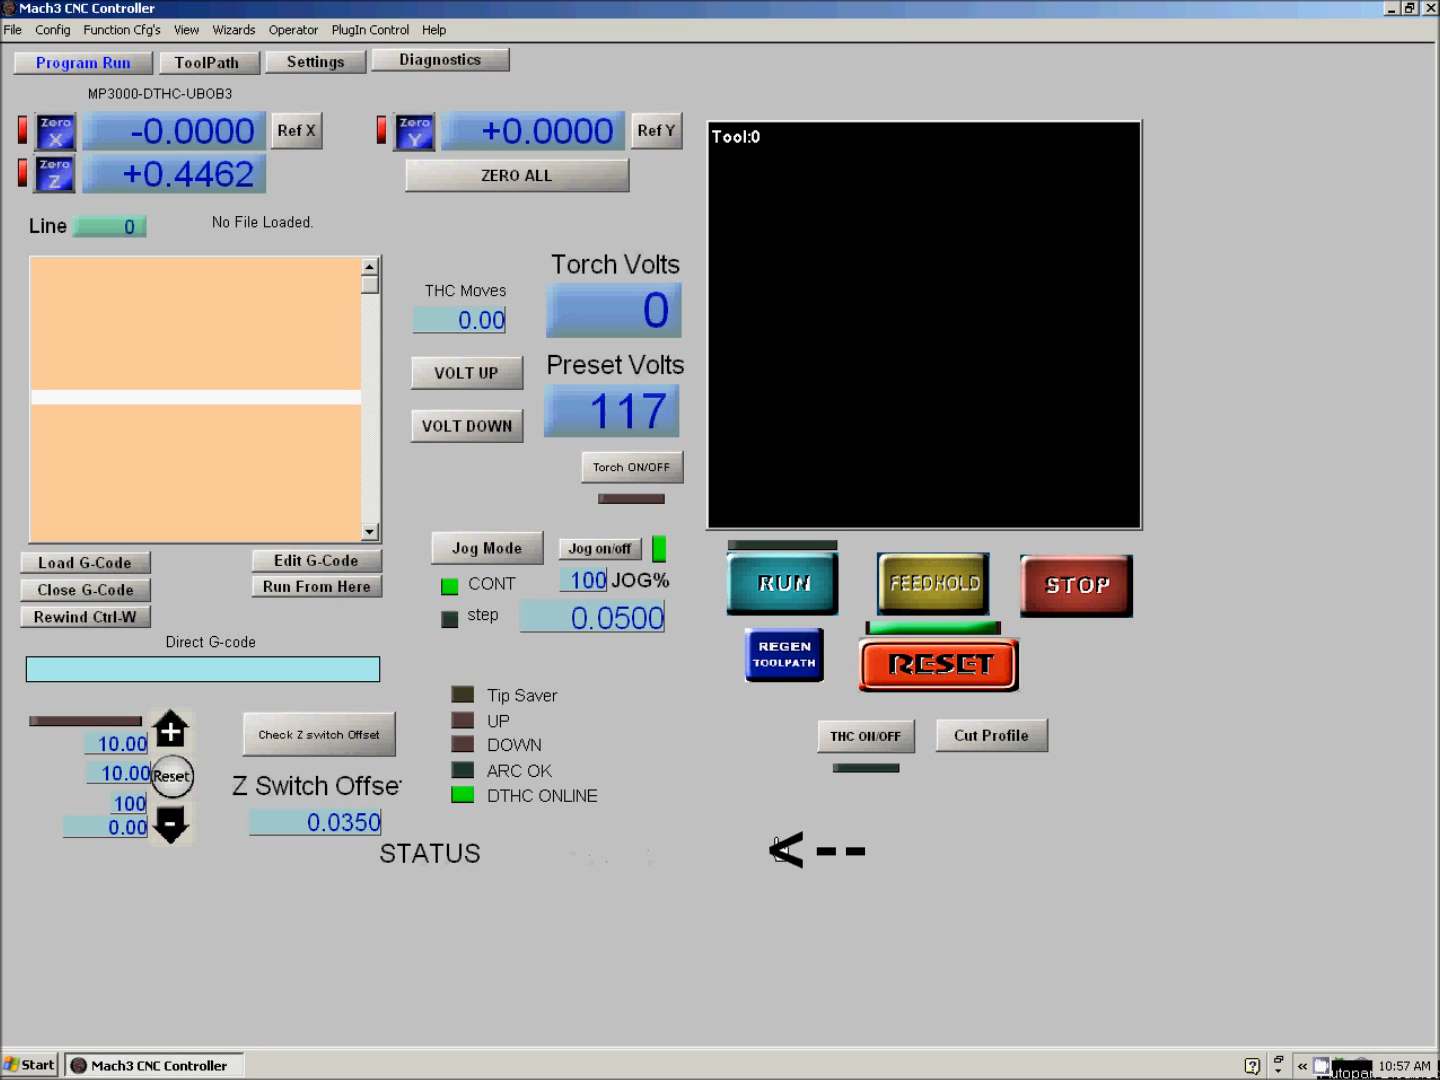 Mach3 CNC Controller
File Config Function Cfg's View Wizards Operator PlugIn Control Help
Program Run ToolPath Settings Diagnostics
MP3000-DTHC-UBOB3
Zero X -0.0000 Ref X Zero Y +0.0000 Ref Y
Zero Z +0.4462 ZERO ALL
Tool:0
Line 0 No File Loaded.
Torch Volts
THC Moves
0.00 0
VOLT UP Preset Volts
VOLT DOWN 117
Torch ON/OFF
Jog Mode Jog on/off
CONT 100 JOG%
step 0.0500
Load G-Code Edit G-Code
Close G-Code Run From Here
Rewind Ctrl-W
Direct G-code
RUN FEEDHOLD STOP
REGEN TOOLPATH RESET
Tip Saver
UP
DOWN
ARC OK
DTHC ONLINE
THC ON/OFF Cut Profile
10.00 +
10.00 Reset
100
0.00 -
Check Z switch Offset
Z Switch Offse
0.0350
STATUS <--
Start Mach3 CNC Controller « 10:57 AM